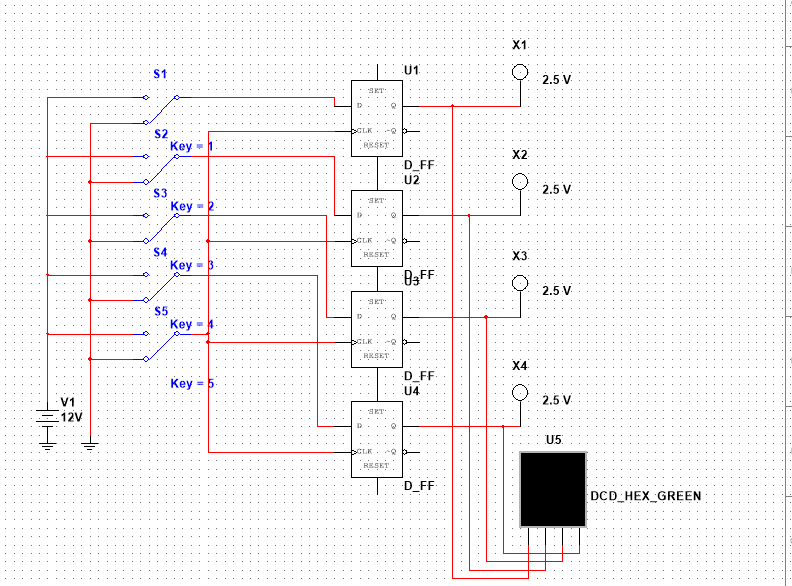 X1
S1
U1
2.5 V
SET
D Q
CLK ~Q
RESET
S2
Key = 1
D_FF
X2
U2
2.5 V
S3
SET
Key = 2
D Q
CLK ~Q
RESET
S4
X3
Key = 3
D_FF
U3
2.5 V
SET
S5
D Q
Key = 4
CLK ~Q
RESET
X4
D_FF
Key = 5
U4
2.5 V
V1
12V
SET
D Q
CLK ~Q
RESET
U5
D_FF
DCD_HEX_GREEN